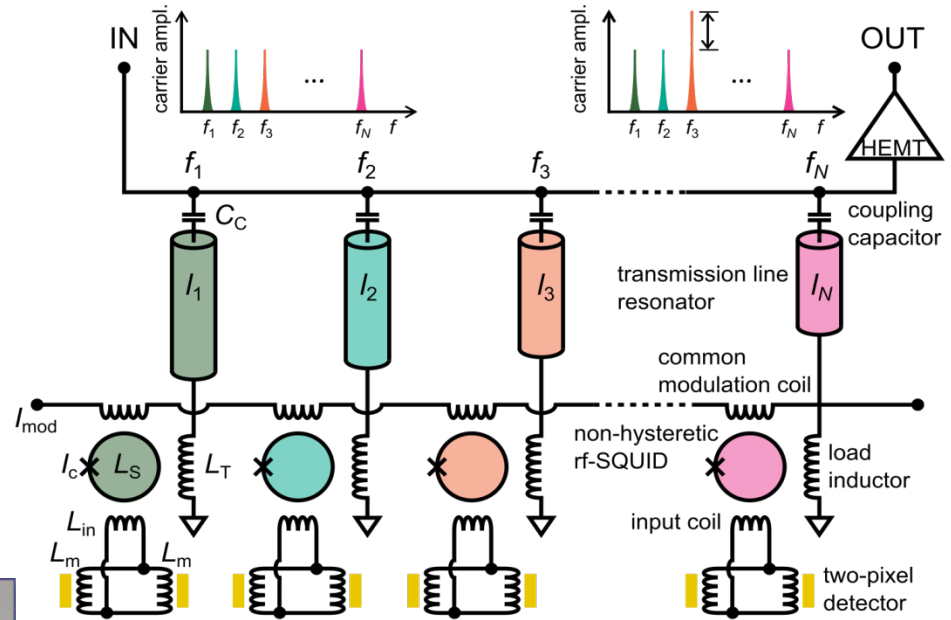 IN
carrier ampl.
f1 f2 f3 ... fN f
carrier ampl.
f1 f2 f3 ... fN f
OUT
HEMT
f1 f2 f3 fN
CC
coupling
capacitor
l1 l2 l3 lN
transmission line
resonator
common
modulation coil
Imod
Ic LS LT
non-hysteretic
rf-SQUID
load
inductor
Lin
input coil
Lm Lm
two-pixel
detector